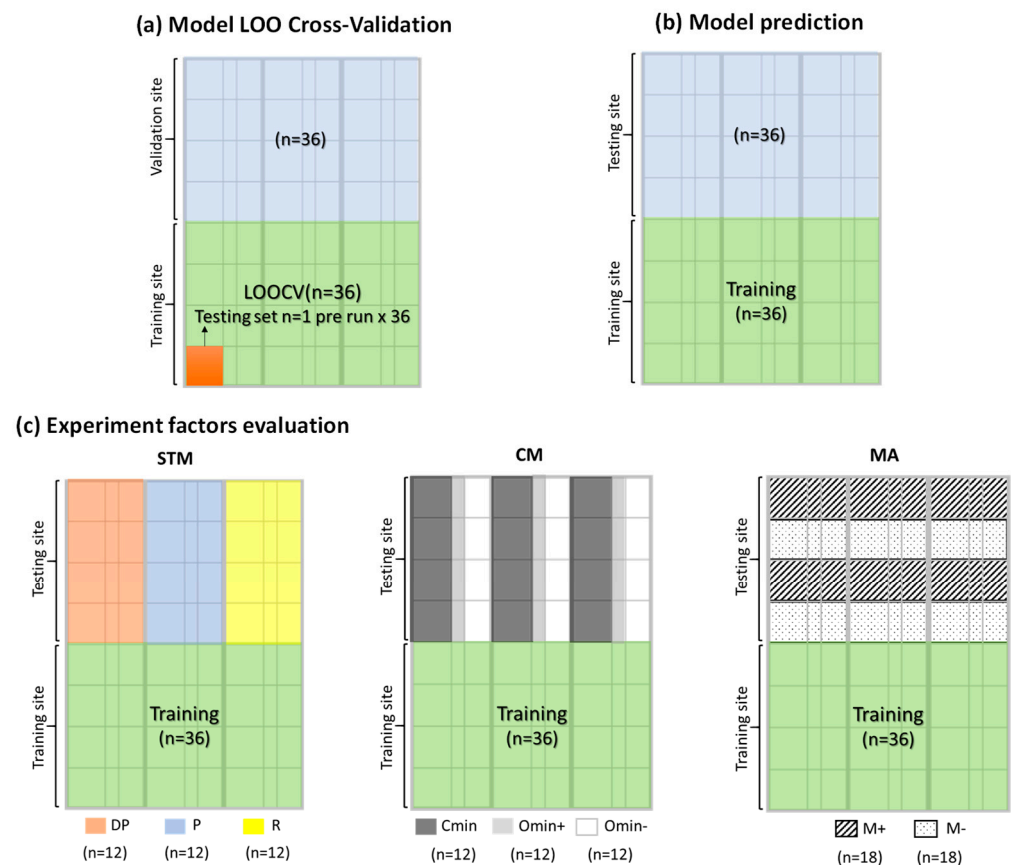 (a) Model LOO Cross-Validation
Validation site
(n=36)
Training site
LOOCV(n=36)
Testing set n=1 pre run x 36
(b) Model prediction
Testing site
(n=36)
Training site
Training
(n=36)
(c) Experiment factors evaluation
STM
Testing site
Training site
Training
(n=36)
DP P R
(n=12) (n=12) (n=12)
CM
Testing site
Training site
Training
(n=36)
Cmin Omin+ Omin-
(n=12) (n=12) (n=12)
MA
Testing site
Training site
Training
(n=36)
M+ M-
(n=18) (n=18)